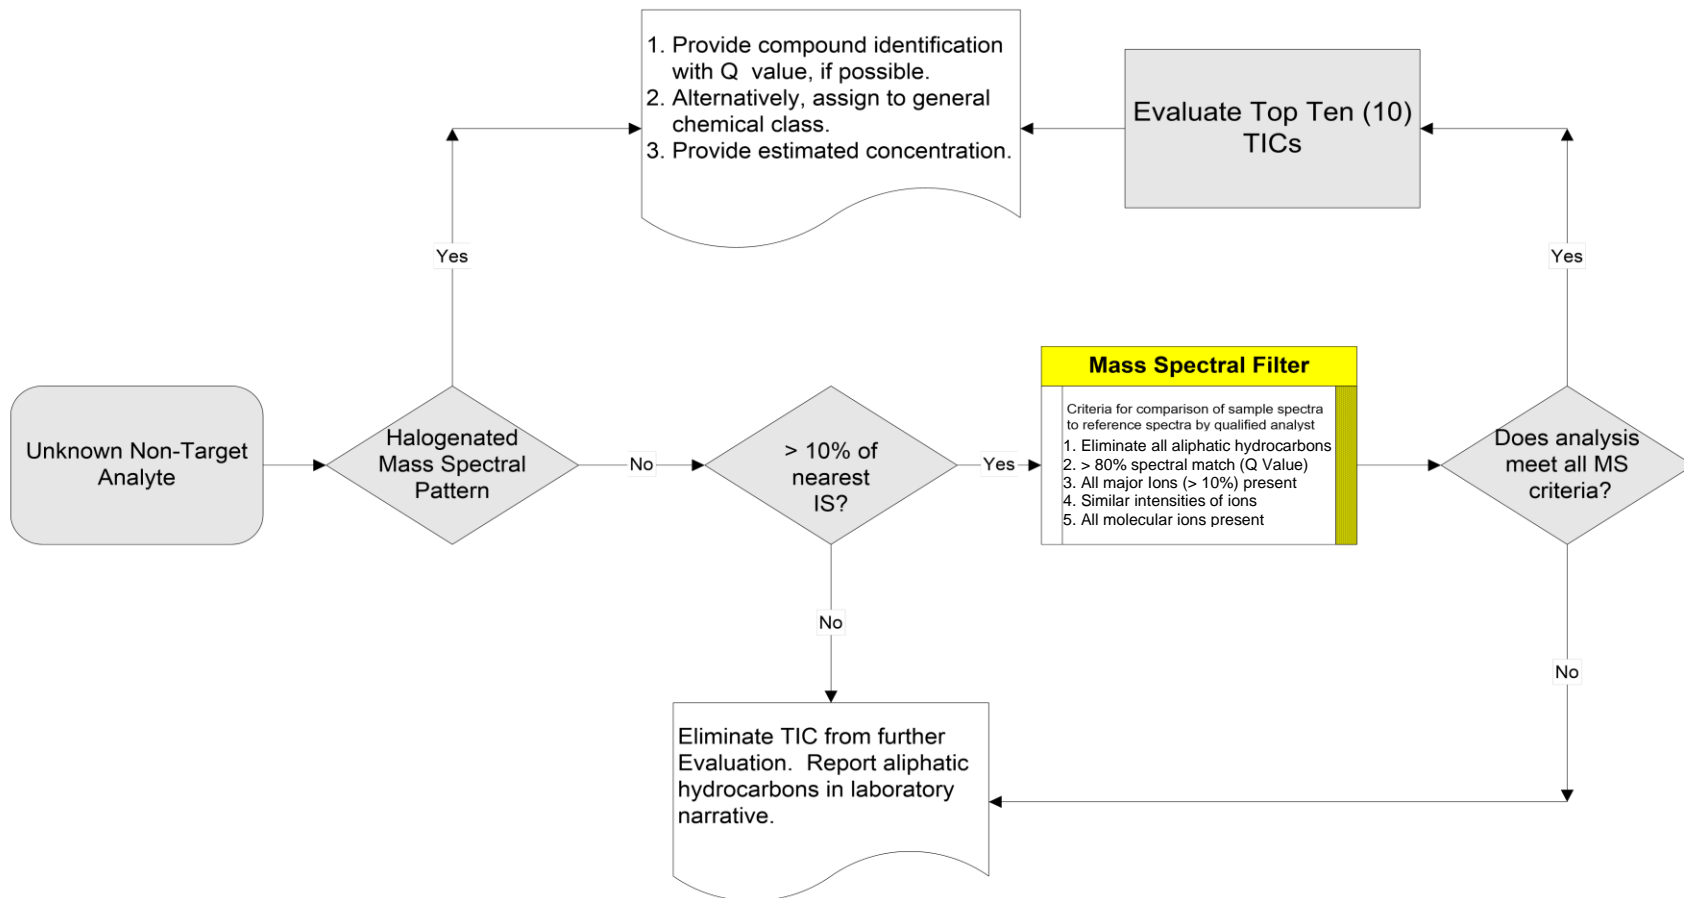 1. Provide compound identification
with Q value, if possible.
2. Alternatively, assign to general
chemical class.
3. Provide estimated concentration.
Evaluate Top Ten (10)
TICs
Yes
Yes
Mass Spectral Filter
Criteria for comparison of sample spectra
to reference spectra by qualified analyst
1. Eliminate all aliphatic hydrocarbons
2. > 80% spectral match (Q Value)
3. All major Ions (> 10%) present
4. Similar intensities of ions
5. All molecular ions present
Unknown Non-Target
Analyte
Halogenated
Mass Spectral
Pattern
No
> 10% of
nearest
IS?
Yes
Does analysis
meet all MS
criteria?
No
No
Eliminate TIC from further
Evaluation. Report aliphatic
hydrocarbons in laboratory
narrative.